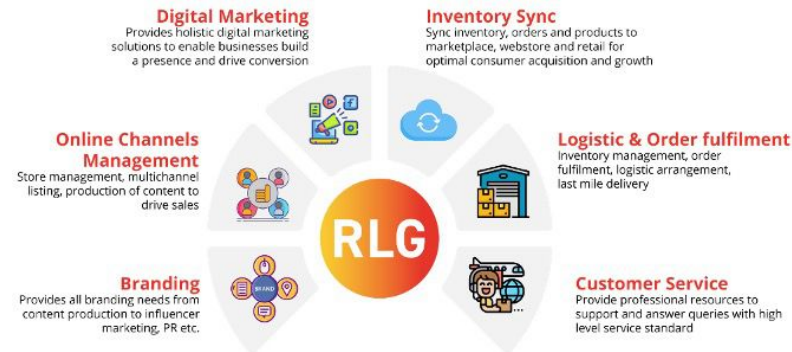 Digital Marketing
Provides holistic digital marketing
solutions to enable businesses build
a presence and drive conversion
Inventory Sync
Sync inventory, orders and products to
marketplace, webstore and retail for
optimal consumer acquisition and growth
Online Channels
Management
Store management, multichannel
listing, production of content to
drive sales
Logistic & Order fulfilment
Inventory management, order
fulfilment, logistic arrangement,
last mile delivery
RLG
Branding
Provides all branding needs from
content production to influencer
marketing, PR etc.
BRAND
Customer Service
Provide professional resources to
support and answer queries with high
level service standard